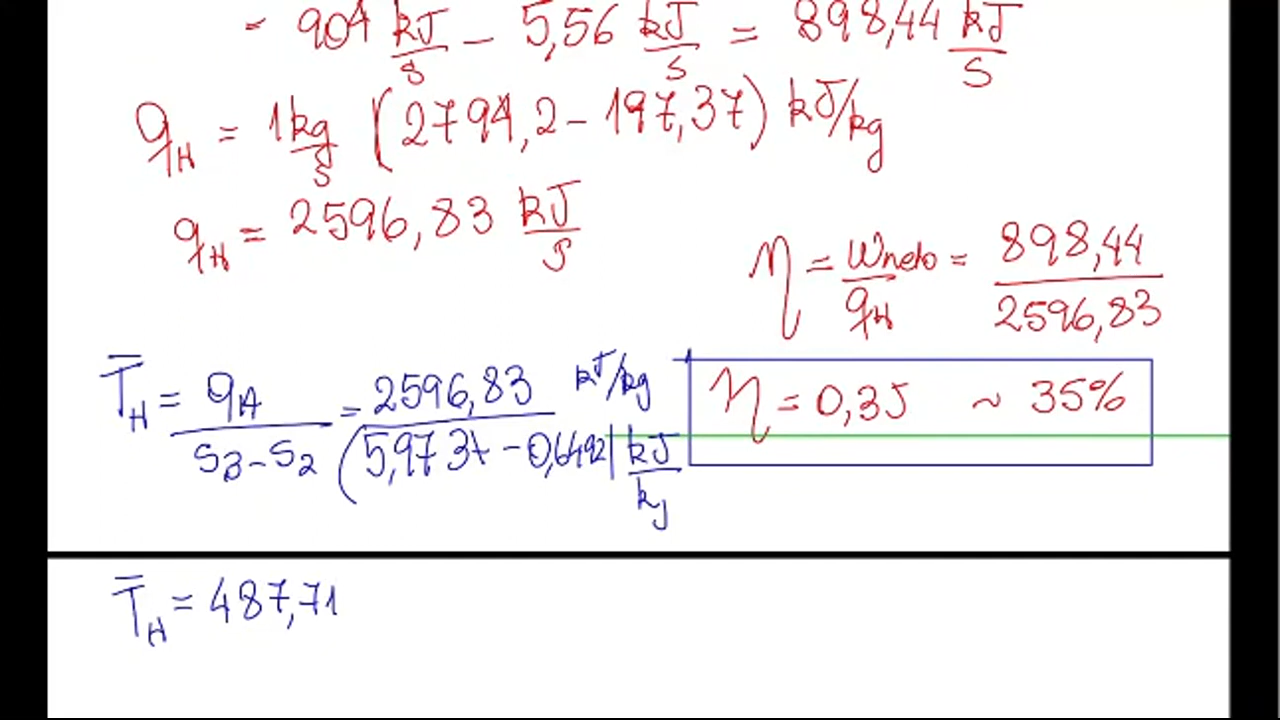 = 904 kJ/s - 5,56 kJ/s = 898,44 kJ/s
qH = 1 kg/s (2794,2 - 197,37) kJ/kg
qH = 2596,83 kJ/s
η = Wneto/qH = 898,44/2596,83
T̅H = qH/(s3-s2) = 2596,83 kJ/kg / (5,9737 - 0,6492) kJ/kg
η = 0,35 ~ 35%
T̅H = 487,71